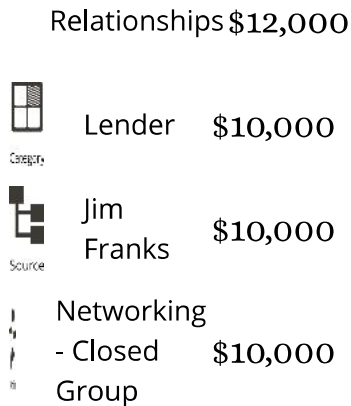 Relationships $12,000
Lender $10,000
Category
Jim
Franks $10,000
Source
Networking
- Closed $10,000
Group